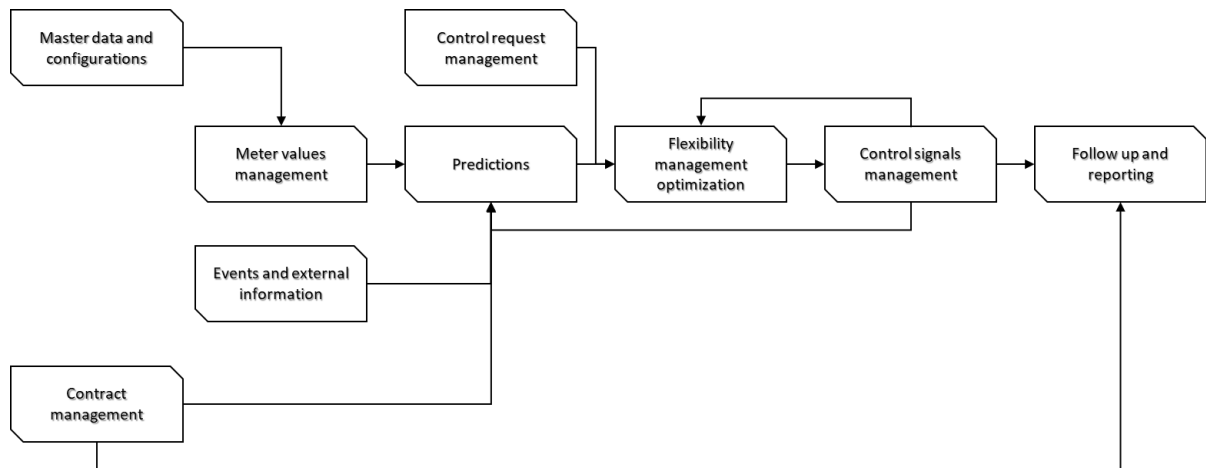 Master data and
configurations
Control request
management
Meter values
management
Predictions
Flexibility
management
optimization
Control signals
management
Follow up and
reporting
Events and external
information
Contract
management